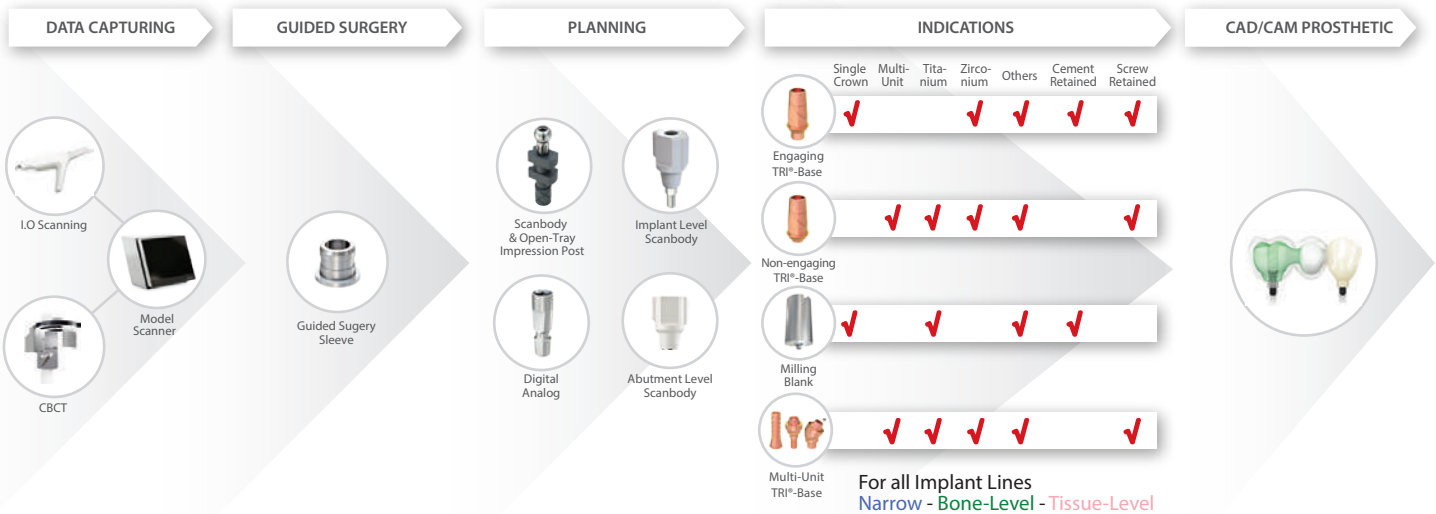 DATA CAPTURING
GUIDED SURGERY
PLANNING
INDICATIONS
CAD/CAM PROSTHETIC
I.O Scanning
Model
Scanner
CBCT
Guided Sugery
Sleeve
Scanbody
& Open-Tray
Impression Post
Implant Level
Scanbody
Digital
Analog
Abutment Level
Scanbody
Single
Crown
Multi-
Unit
Tita-
nium
Zirco-
nium
Others
Cement
Retained
Screw
Retained
Engaging
TRI®-Base
Non-engaging
TRI®-Base
Milling
Blank
Multi-Unit
TRI®-Base
For all Implant Lines
Narrow - Bone-Level - Tissue-Level